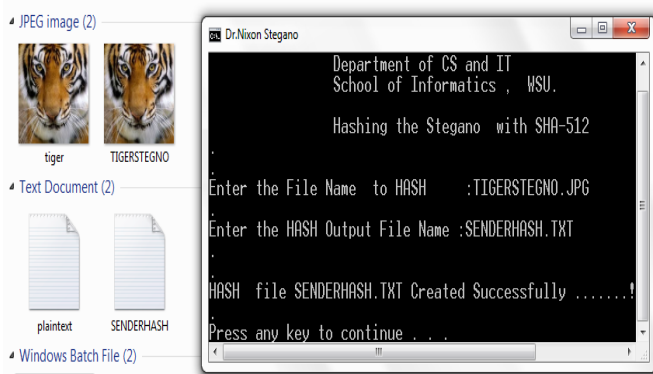 JPEG image (2)
tiger
TIGERSTEGNO
Text Document (2)
plaintext
SENDERHASH
Windows Batch File (2)
Dr.Nixon Stegano
Department of CS and IT
School of Informatics , WSU.
Hashing the Stegano with SHA-512
.
.
Enter the File Name to HASH :TIGERSTEGNO.JPG
.
Enter the HASH Output File Name :SENDERHASH.TXT
.
.
HASH file SENDERHASH.TXT Created Successfully .......!
.
Press any key to continue . . .